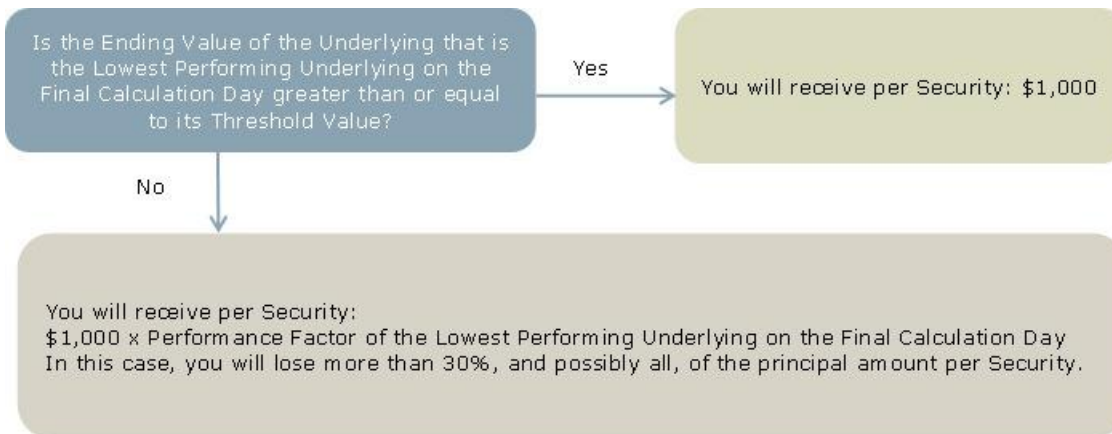 Is the Ending Value of the Underlying that is
the Lowest Performing Underlying on the
Final Calculation Day greater than or equal
to its Threshold Value?
Yes
You will receive per Security: $1,000
No
You will receive per Security:
$1,000 x Performance Factor of the Lowest Performing Underlying on the Final Calculation Day
In this case, you will lose more than 30%, and possibly all, of the principal amount per Security.